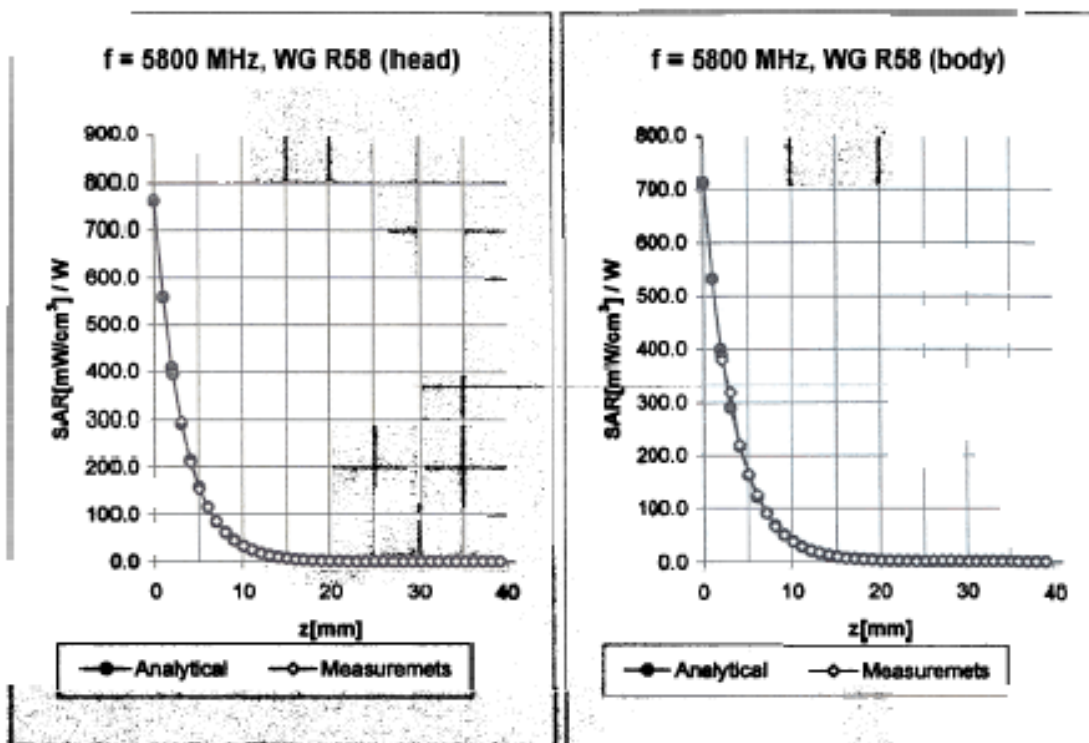 f = 5800 MHz, WG R58 (head)
900.0
800.0
700.0
600.0
500.0
400.0
300.0
200.0
100.0
0.0
SAR[mW/cm³] / W
0 10 20 30 40
z[mm]
Analytical Measuremets
f = 5800 MHz, WG R58 (body)
800.0
700.0
600.0
500.0
400.0
300.0
200.0
100.0
0.0
SAR[mW/cm³] / W
0 10 20 30 40
z[mm]
Analytical Measuremets